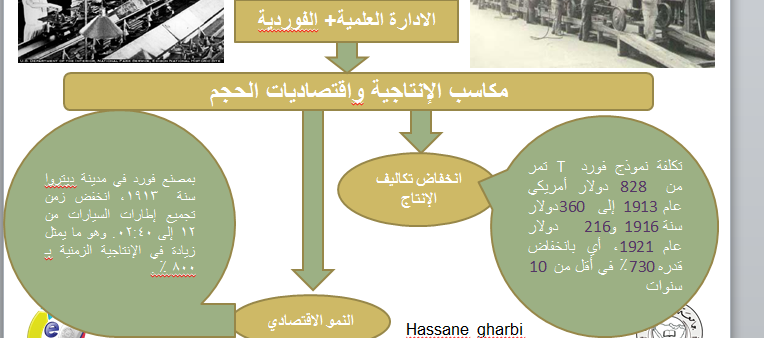 الادارة العلمية+ الفوردية
مكاسب الإنتاجية واقتصاديات الحجم
تكلفة نموذج فورد T تمر
من 828 دولار أمريكي
عام 1913 إلى 360دولار
سنة 1916 و216 دولار
عام 1921، أي بانخفاض
قدره 730٪ في أقل من 10
سنوات
انخفاض تكاليف
الإنتاج
بمصنع فورد في مدينة ديتروا
سنة ١٩١٣، انخفض زمن
تجميع إطارات السيارات من
١٢ إلى ٠٢:٤٠. وهو ما يمثل
زيادة في الإنتاجية الزمنية بـ
٨٠٠ ٪.
النمو الاقتصادي
Hassane gharbi